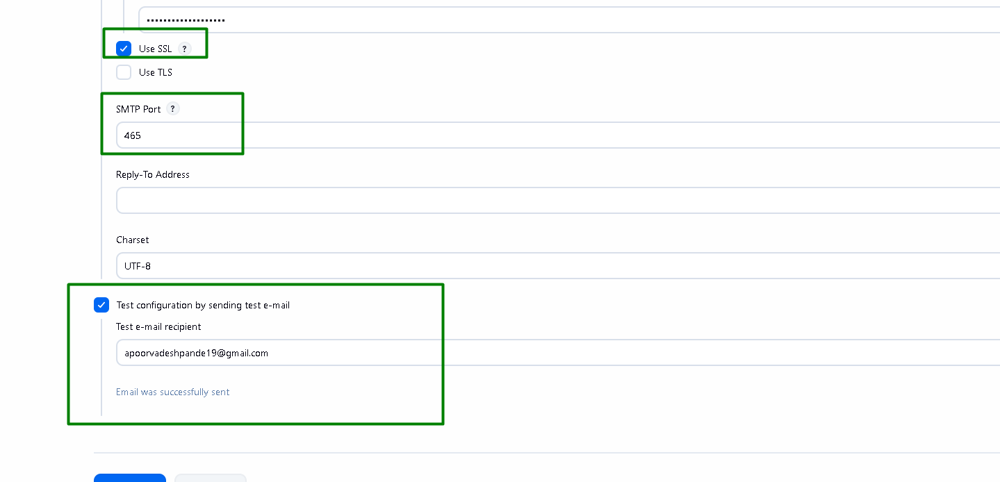 Use SSL ?
Use TLS
SMTP Port ?
465
Reply-To Address
Charset
UTF-8
Test configuration by sending test e-mail
Test e-mail recipient
apoorvadeshpande19@gmail.com
Email was successfully sent